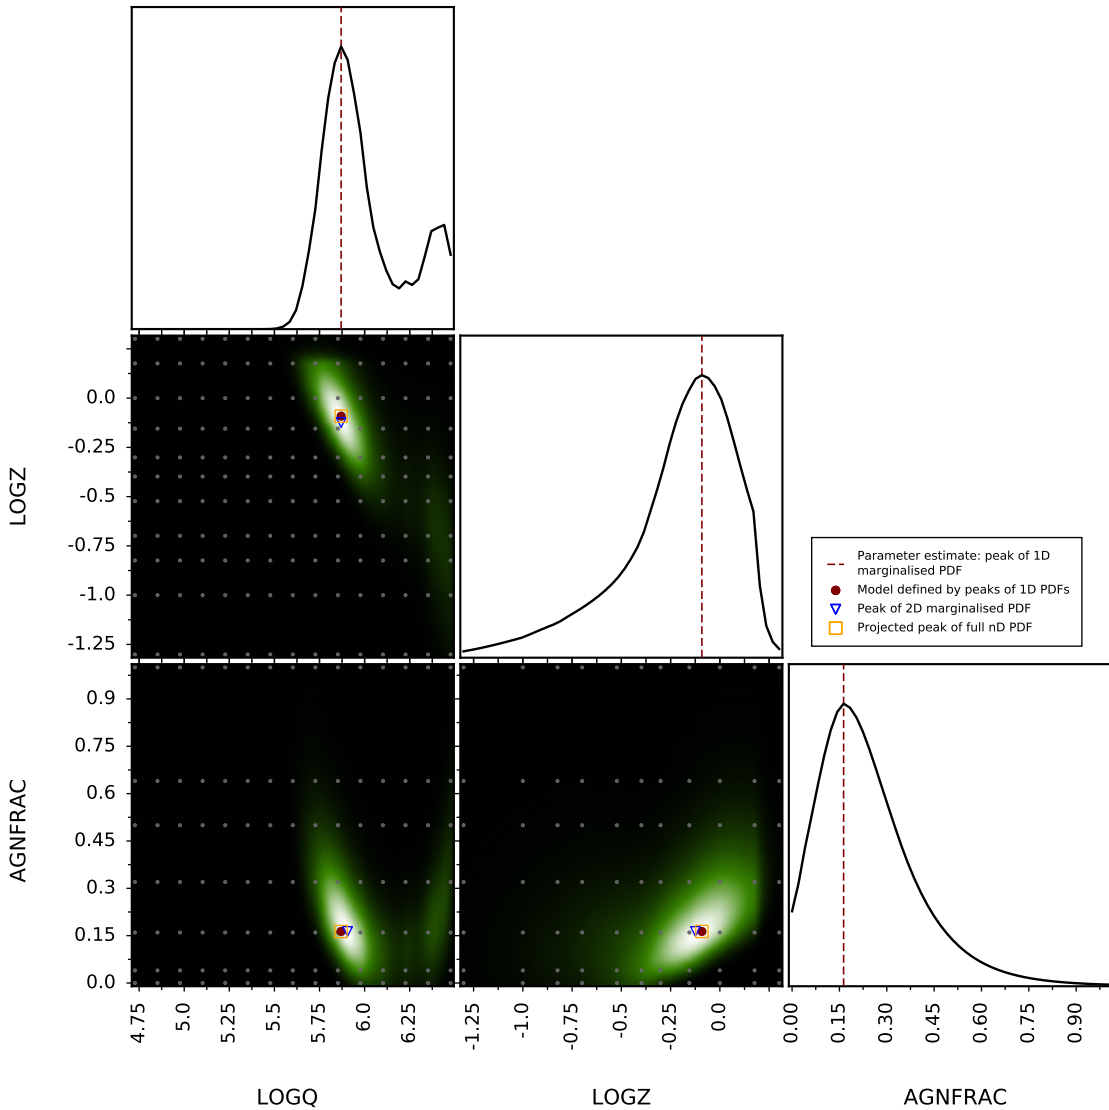 LOGZ
0.0
-0.25
-0.5
-0.75
-1.0
-1.25
Parameter estimate: peak of 1D
marginalised PDF
Model defined by peaks of 1D PDFs
Peak of 2D marginalised PDF
Projected peak of full nD PDF
AGNFRAC
0.9
0.75
0.6
0.45
0.3
0.15
0.0
4.75 5.0 5.25 5.5 5.75 6.0 6.25
-1.25 -1.0 -0.75 -0.5 -0.25 0.0
0.00 0.15 0.30 0.45 0.60 0.75 0.90
LOGQ LOGZ AGNFRAC